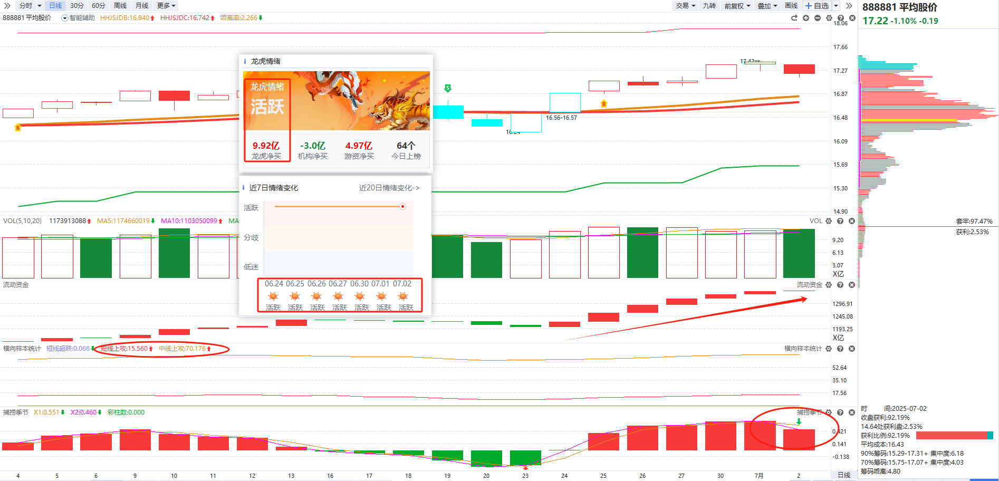 分时 日线 30分 60分 周线 月线 更多 交易 九转 前复权 叠加 画线 自选
888881 平均股价 智能辅助 HHJSJDB:16.840 HHJSJDC:16.742 乖离率:2.266
888881 平均股价
17.22 -1.10% -0.19
18.06
17.66
17.27
16.87
16.48
16.09
15.69
15.30
14.90
17.42
B
S
B
16.56-16.57
16.24
龙虎情绪
龙虎情绪
活跃
9.92亿 -3.0亿 4.97亿 64个
龙虎净买 机构净买 游资净买 今日上榜
近7日情绪变化 近20日情绪变化->
活跃
分歧
低迷
06.24 06.25 06.26 06.27 06.30 07.01 07.02
活跃 活跃 活跃 活跃 活跃 活跃 活跃
VOL(5,10,20) 1173913088 MA5:1174660019 MA10:1103050099 MA VOL
9.20
6.13
3.07
X亿
流动资金 流动资金
1296.91
1245.08
1193.25
X亿
横向样本统计 短线超跌:0.066 短线上攻:15.560 中线上攻:70.176 横向样本统计
52.64
35.10
17.56
捕捞季节 X1:0.551 X2:0.460 彩柱数:0.000 捕捞季节
0.421
0.141
-0.138
4 5 6 9 10 11 12 13 16 17 18 19 20 23 24 25 26 27 30 7月 2 日线
套牢:97.47%
获利:2.53%
时 间:2025-07-02
收盘获利:92.19%
14.64处获利盘:2.53%
获利比例:92.19%
平均成本:16.43
90%筹码:15.29-17.31+ 集中度:6.18
70%筹码:15.75-17.07+ 集中度:4.03
筹码乖离:4.80